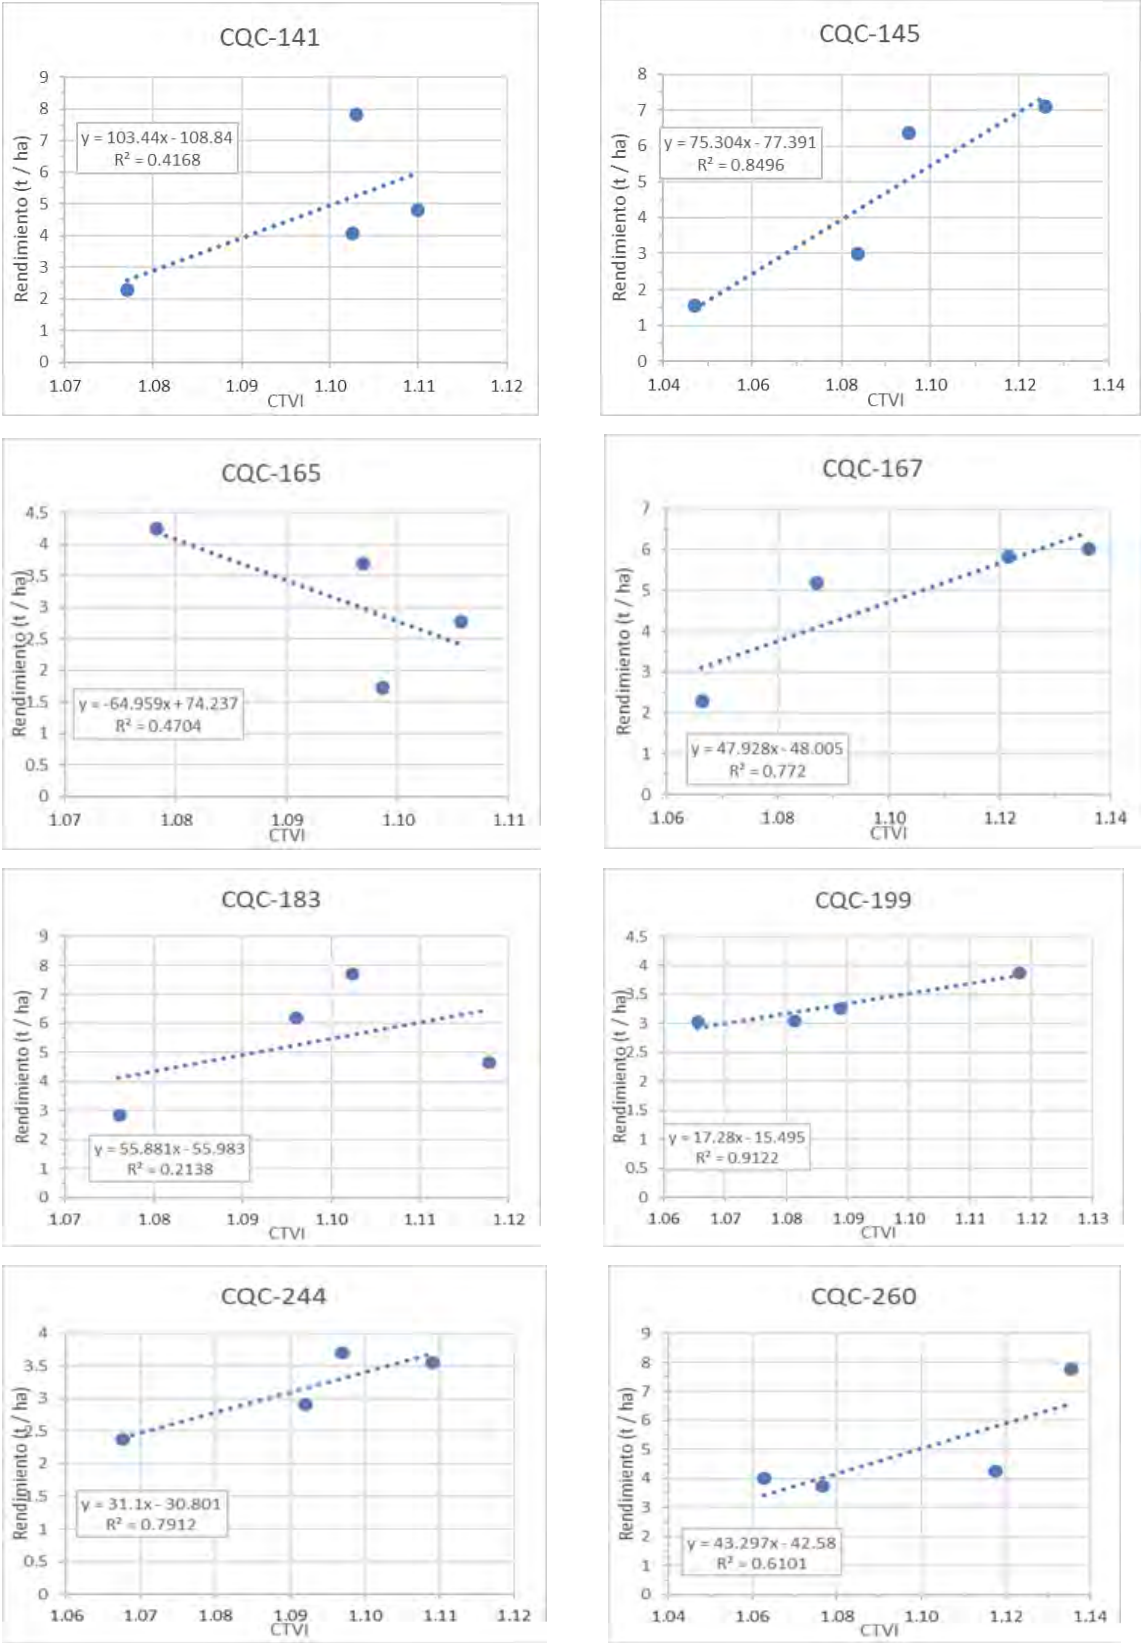 CQC-141
9
8
7
6
5
4
3
2
1
0
y = 103.44x - 108.84
R² = 0.4168
Rendimiento (t / ha)
1.07 1.08 1.09 1.10 1.11 1.12
CTVI
CQC-145
8
7
6
5
4
3
2
1
0
y = 75.304x - 77.391
R² = 0.8496
Rendimiento (t / ha)
1.04 1.06 1.08 1.10 1.12 1.14
CTVI
CQC-165
4.5
4
3.5
3
2.5
2
1.5
1
0.5
0
y = -64.959x + 74.237
R² = 0.4704
Rendimiento (t / ha)
1.07 1.08 1.09 1.10 1.11
CTVI
CQC-167
7
6
5
4
3
2
1
0
y = 47.928x - 48.005
R² = 0.772
Rendimiento (t / ha)
1.06 1.08 1.10 1.12 1.14
CTVI
CQC-183
9
8
7
6
5
4
3
2
1
0
y = 55.881x - 55.983
R² = 0.2138
Rendimiento (t / ha)
1.07 1.08 1.09 1.10 1.11 1.12
CTVI
CQC-199
4.5
4
3.5
3
2.5
2
1.5
1
0.5
0
y = 17.28x - 15.495
R² = 0.9122
Rendimiento (t / ha)
1.06 1.07 1.08 1.09 1.10 1.11 1.12 1.13
CTVI
CQC-244
4
3.5
3
2.5
2
1.5
1
0.5
0
y = 31.1x - 30.801
R² = 0.7912
Rendimiento (t / ha)
1.06 1.07 1.08 1.09 1.10 1.11 1.12
CTVI
CQC-260
9
8
7
6
5
4
3
2
1
0
y = 43.297x - 42.58
R² = 0.6101
Rendimiento (t / ha)
1.04 1.06 1.08 1.10 1.12 1.14
CTVI